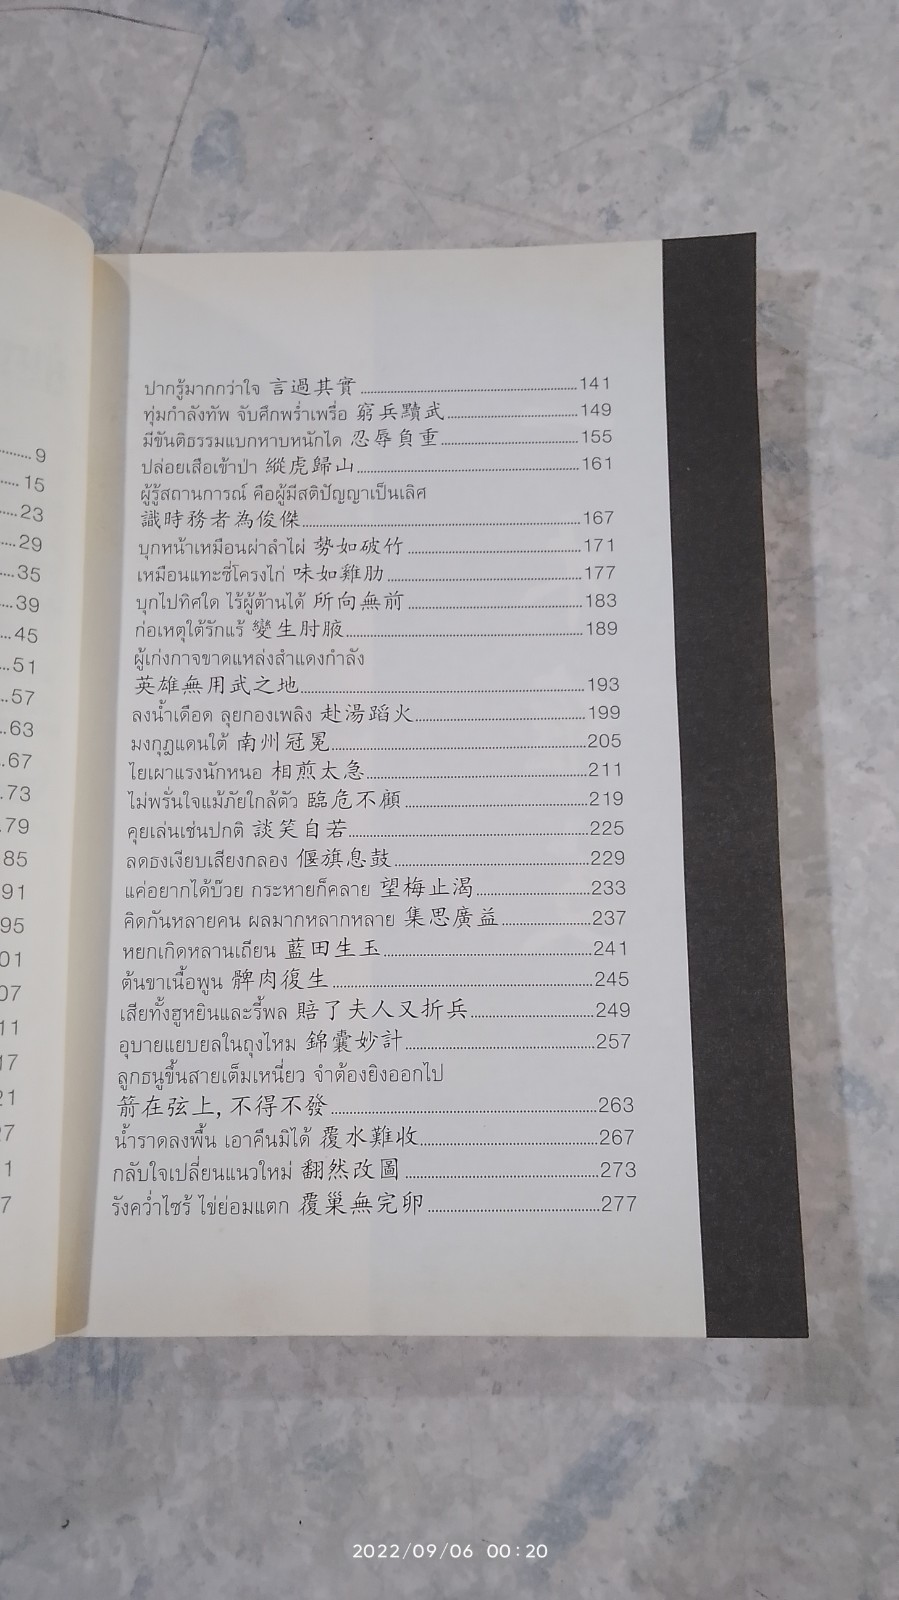 .......... 9
..... 15
.... 23
... 29
.... 35
... 39
... 45
... 51
.. 57
.. 63
.. 67
. 73
. 79
85
91
95
01
07
11
17
21
27
1
7
ปากรู้มากกว่าใจ 言過其實 .......... 141
ทุ่มกำลังทัพ จับศึกพร่ำเพรื่อ 窮兵黷武 .......... 149
มีขันติธรรมแบกหาบหนักได 忍辱負重 .......... 155
ปล่อยเสือเข้าป่า 縱虎歸山 .......... 161
ผู้รู้สถานการณ์ คือผู้มีสติปัญญาเป็นเลิศ
識時務者為俊傑 .......... 167
บุกหน้าเหมือนผ่าลำไผ่ 勢如破竹 .......... 171
เหมือนแทะซี่โครงไก่ 味如雞肋 .......... 177
บุกไปทิศใด ไร้ผู้ต้านได้ 所向無前 .......... 183
ก่อเหตุใต้รักแร้ 變生肘腋 .......... 189
ผู้เก่งกาจขาดแหล่งสำแดงกำลัง
英雄無用武之地 .......... 193
ลงน้ำเดือด ลุยกองเพลิง 赴湯蹈火 .......... 199
มงกุฎแดนใต้ 南州冠冕 .......... 205
ไยเผาแรงนักหนอ 相煎太急 .......... 211
ไม่พรั่นใจแม้ภัยใกล้ตัว 臨危不顧 .......... 219
คุยเล่นเช่นปกติ 談笑自若 .......... 225
ลดธงเงียบเสียงกลอง 偃旗息鼓 .......... 229
แค่อยากได้บ๊วย กระหายก็คลาย 望梅止渴 .......... 233
คิดกันหลายคน ผลมากหลากหลาย 集思廣益 .......... 237
หยกเกิดหลานเถียน 藍田生玉 .......... 241
ต้นขาเนื้อพูน 髀肉復生 .......... 245
เสียทั้งฮูหยินและรี้พล 賠了夫人又折兵 .......... 249
อุบายแยบยลในถุงไหม 錦囊妙計 .......... 257
ลูกธนูขึ้นสายเต็มเหนี่ยว จำต้องยิงออกไป
箭在弦上, 不得不發 .......... 263
น้ำราดลงพื้น เอาคืนมิได้ 覆水難收 .......... 267
กลับใจเปลี่ยนแนวใหม่ 翻然改圖 .......... 273
รังคว่ำไซร้ ไข่ย่อมแตก 覆巢無完卵 .......... 277
2022/09/06 00:20